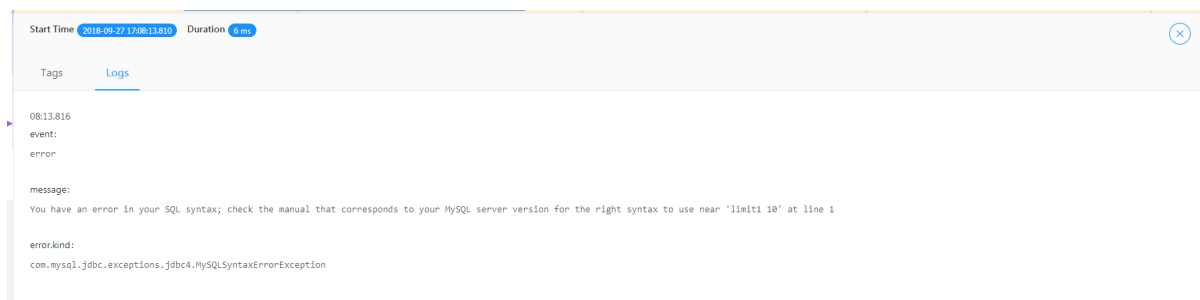 Start Time 2018-09-27 17:08:13.810 Duration 6 ms
Tags Logs
08:13.816
event:
error
message:
You have an error in your SQL syntax; check the manual that corresponds to your MySQL server version for the right syntax to use near 'limit1 10' at line 1
error.kind:
com.mysql.jdbc.exceptions.jdbc4.MySQLSyntaxErrorException